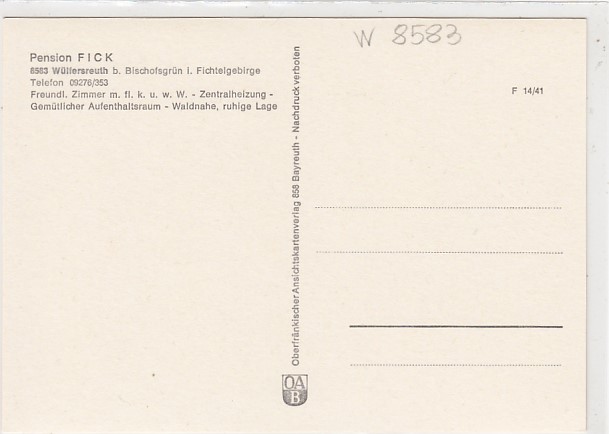 W 8583
Pension FICK
8583 Wülfersreuth b. Bischofsgrün i. Fichtelgebirge
Telefon 09276/353
Freundl. Zimmer m. fl. k. u. w. W. - Zentralheizung -
Gemütlicher Aufenthaltsraum - Waldnahe, ruhige Lage
Oberfränkischer Ansichtskartenverlag 858 Bayreuth - Nachdruck verboten
F 14/41
OA
B